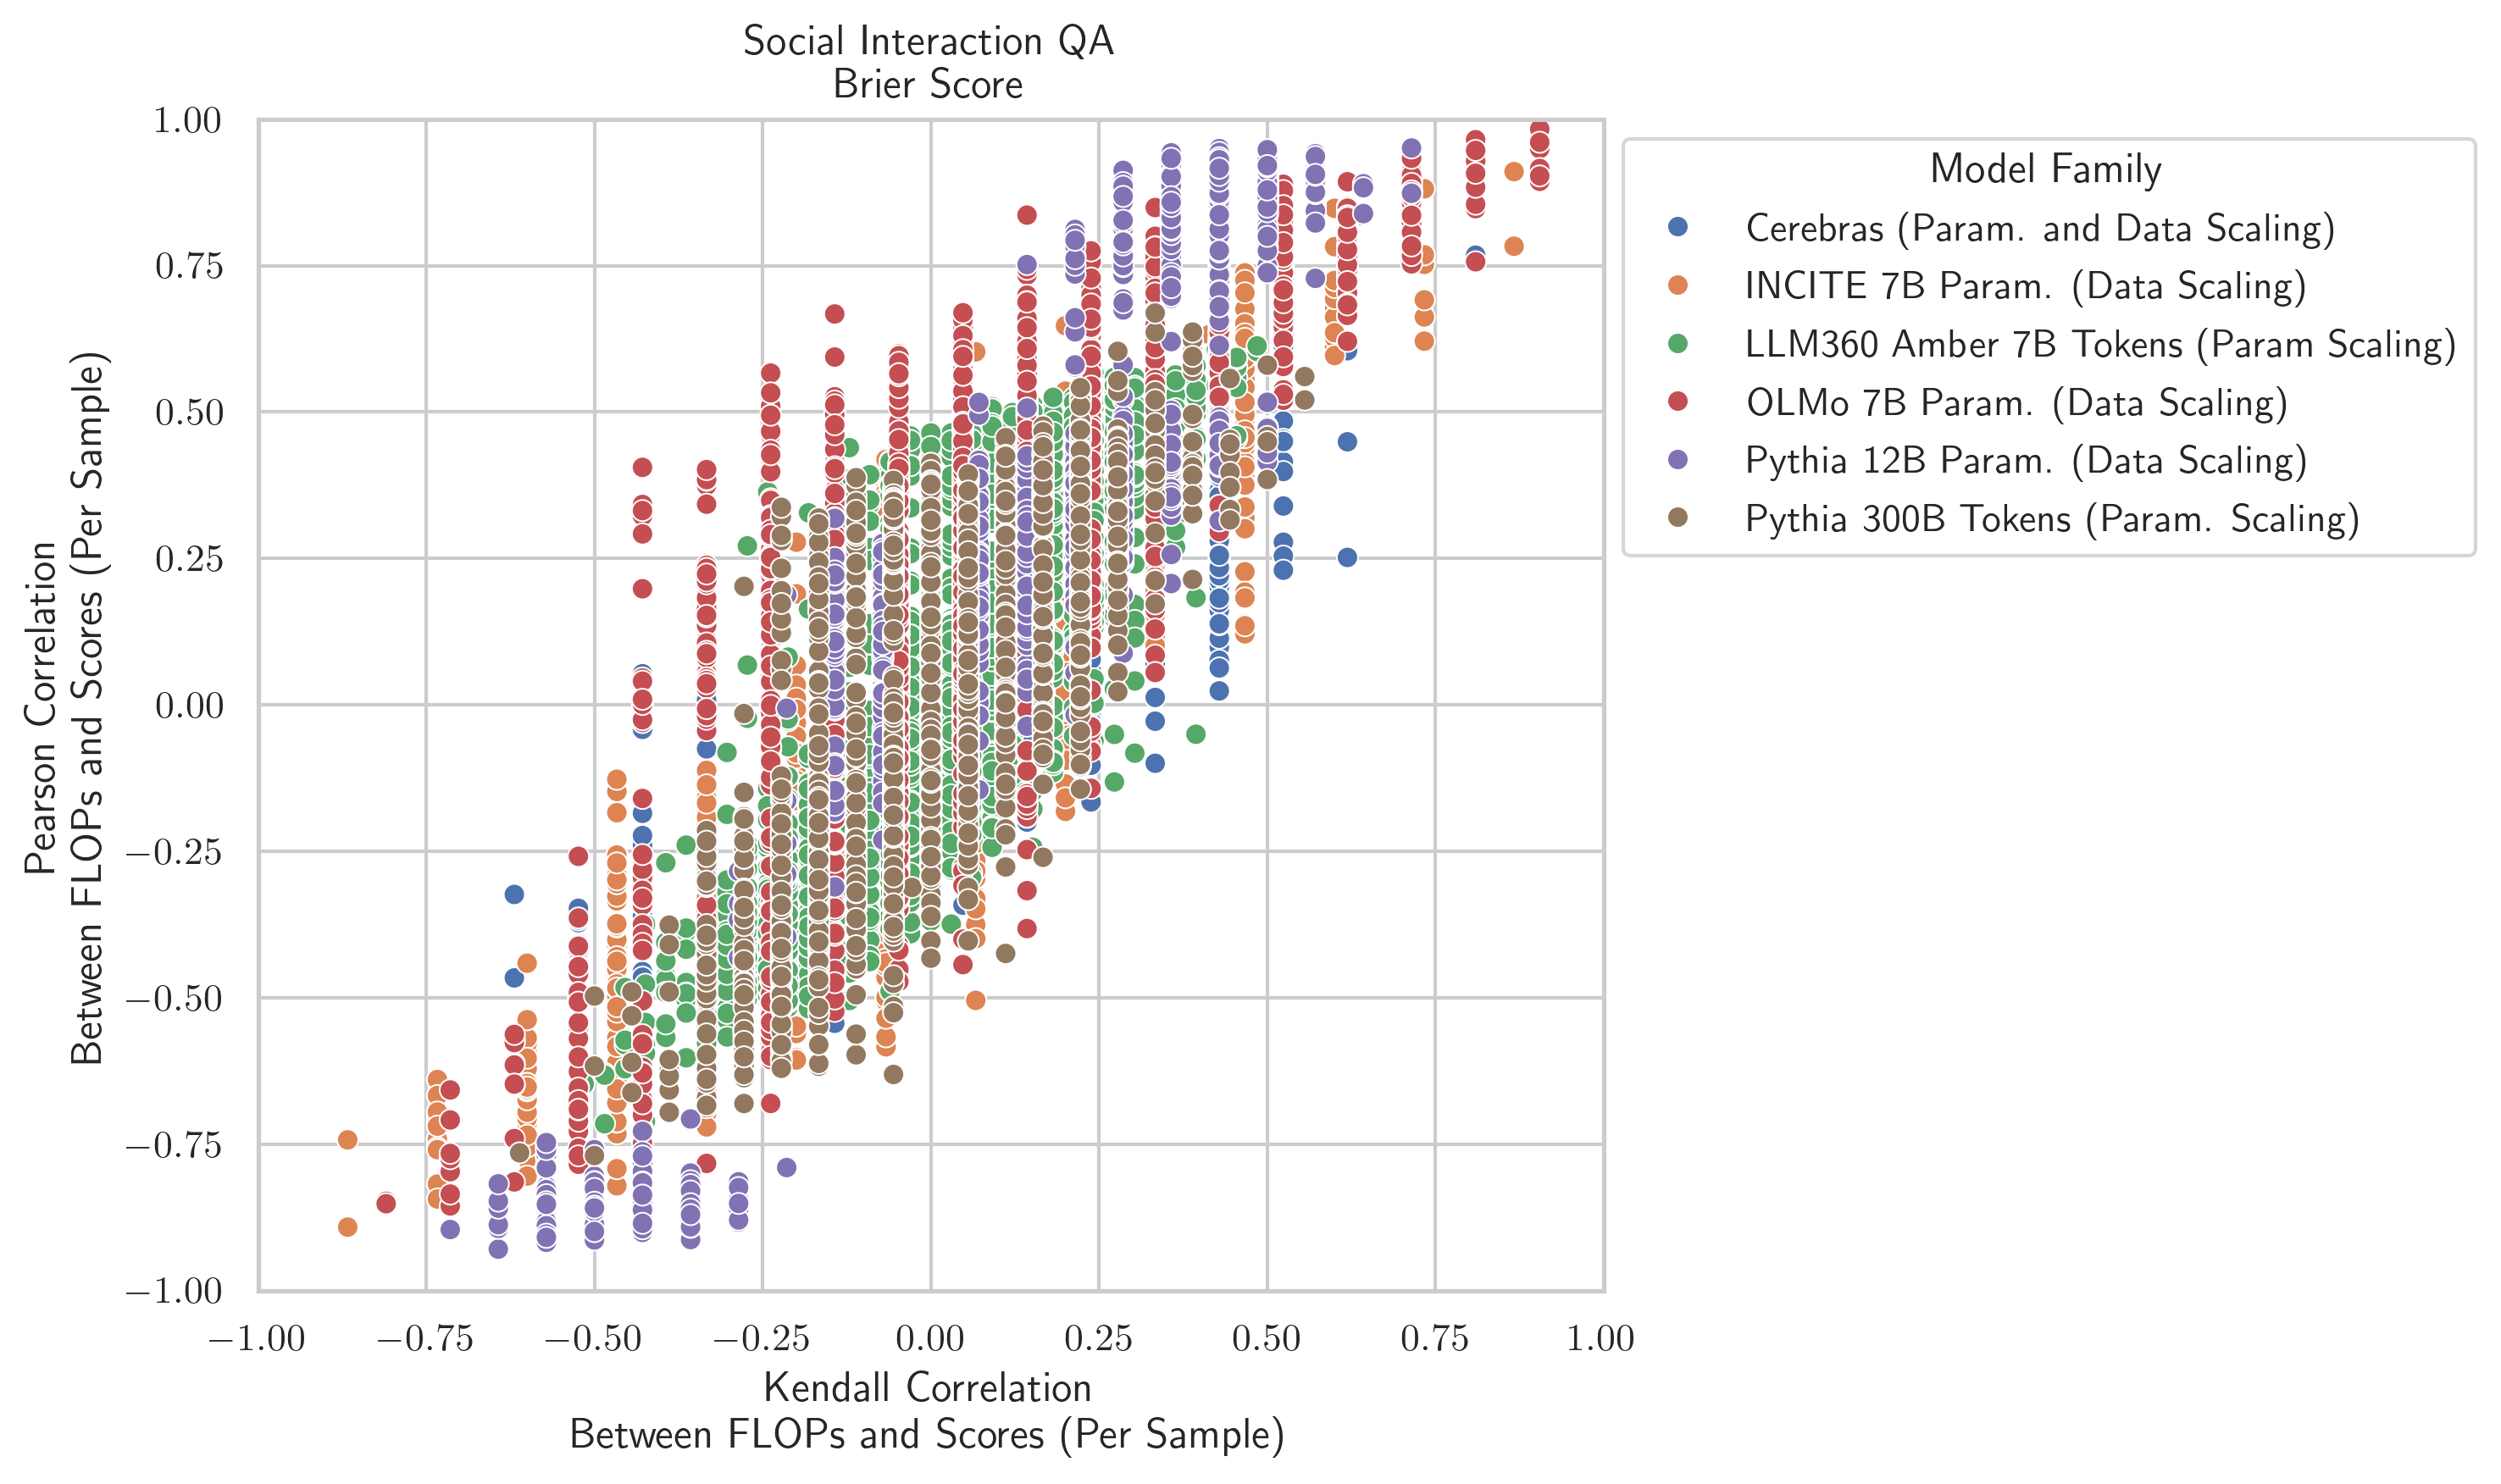 Social Interaction QA
Brier Score
1.00
0.75
0.50
0.25
0.00
−0.25
−0.50
−0.75
−1.00
Pearson Correlation
Between FLOPs and Scores (Per Sample)
−1.00 −0.75 −0.50 −0.25 0.00 0.25 0.50 0.75 1.00
Kendall Correlation
Between FLOPs and Scores (Per Sample)
Model Family
Cerebras (Param. and Data Scaling)
INCITE 7B Param. (Data Scaling)
LLM360 Amber 7B Tokens (Param Scaling)
OLMo 7B Param. (Data Scaling)
Pythia 12B Param. (Data Scaling)
Pythia 300B Tokens (Param. Scaling)